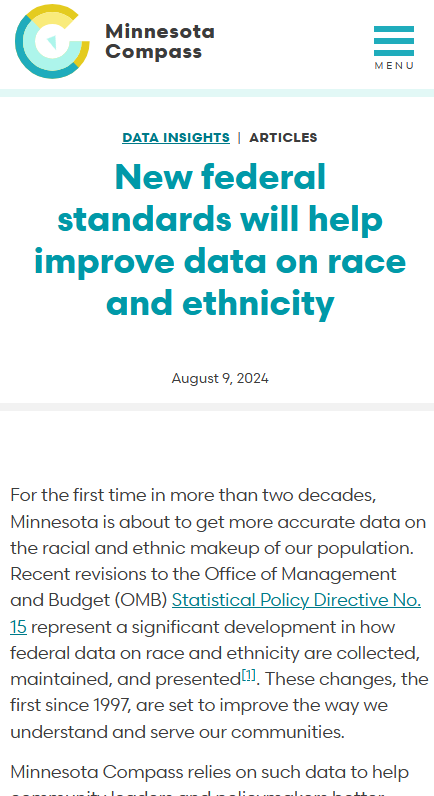 Minnesota
Compass
MENU
DATA INSIGHTS | ARTICLES
New federal
standards will help
improve data on race
and ethnicity
August 9, 2024
For the first time in more than two decades,
Minnesota is about to get more accurate data on
the racial and ethnic makeup of our population.
Recent revisions to the Office of Management
and Budget (OMB) Statistical Policy Directive No.
15 represent a significant development in how
federal data on race and ethnicity are collected,
maintained, and presented[1]. These changes, the
first since 1997, are set to improve the way we
understand and serve our communities.
Minnesota Compass relies on such data to help
community leaders and policymakers better